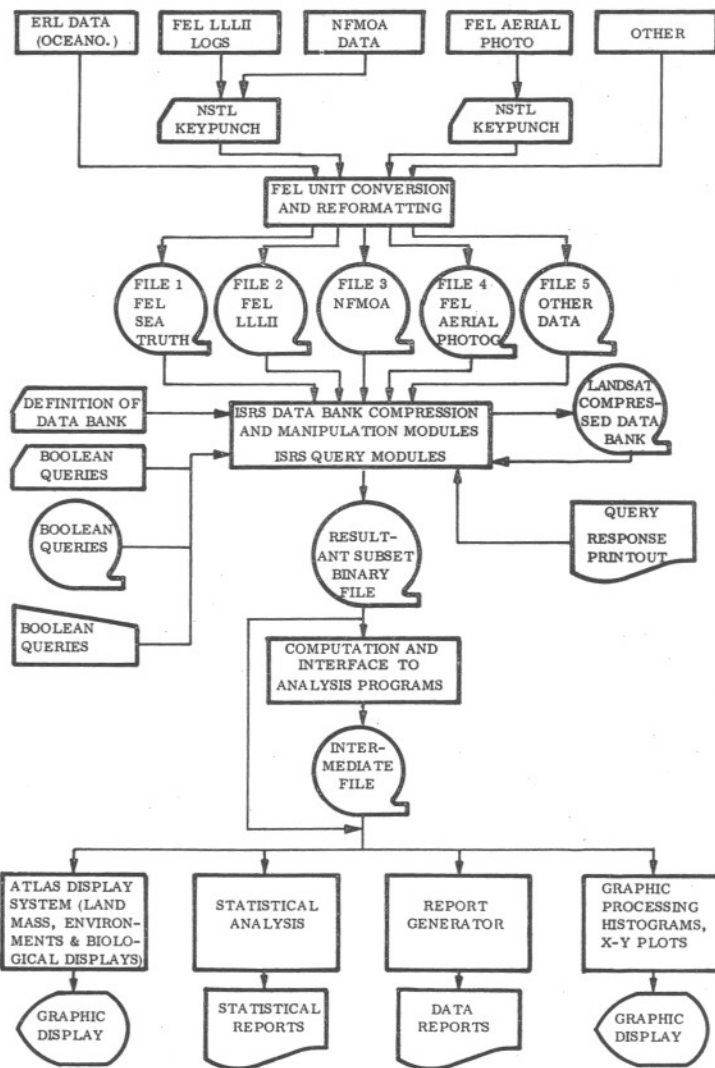 ERL DATA
(OCEANO.)
FEL LLLII
LOGS
NFMOA
DATA
FEL AERIAL
PHOTO
OTHER
NSTL
KEYPUNCH
NSTL
KEYPUNCH
FEL UNIT CONVERSION
AND REFORMATTING
FILE 1
FEL
SEA
TRUTH
FILE 2
FEL
LLLII
FILE 3
NFMOA
FILE 4
FEL
AERIAL
PHOTOG
FILE 5
OTHER
DATA
DEFINITION OF
DATA BANK
ISRS DATA BANK COMPRESSION
AND MANIPULATION MODULES
ISRS QUERY MODULES
LANDSAT
COMPRES-
SED DATA
BANK
BOOLEAN
QUERIES
BOOLEAN
QUERIES
BOOLEAN
QUERIES
QUERY
RESPONSE
PRINTOUT
RESULT-
ANT SUBSET
BINARY
FILE
COMPUTATION AND
INTERFACE TO
ANALYSIS PROGRAMS
INTER-
MEDIATE
FILE
ATLAS DISPLAY
SYSTEM (LAND
MASS, ENVIRON-
MENTS & BIOLO-
GICAL DISPLAYS)
STATISTICAL
ANALYSIS
REPORT
GENERATOR
GRAPHIC
PROCESSING
HISTOGRAMS,
X-Y PLOTS
GRAPHIC
DISPLAY
STATISTICAL
REPORTS
DATA
REPORTS
GRAPHIC
DISPLAY